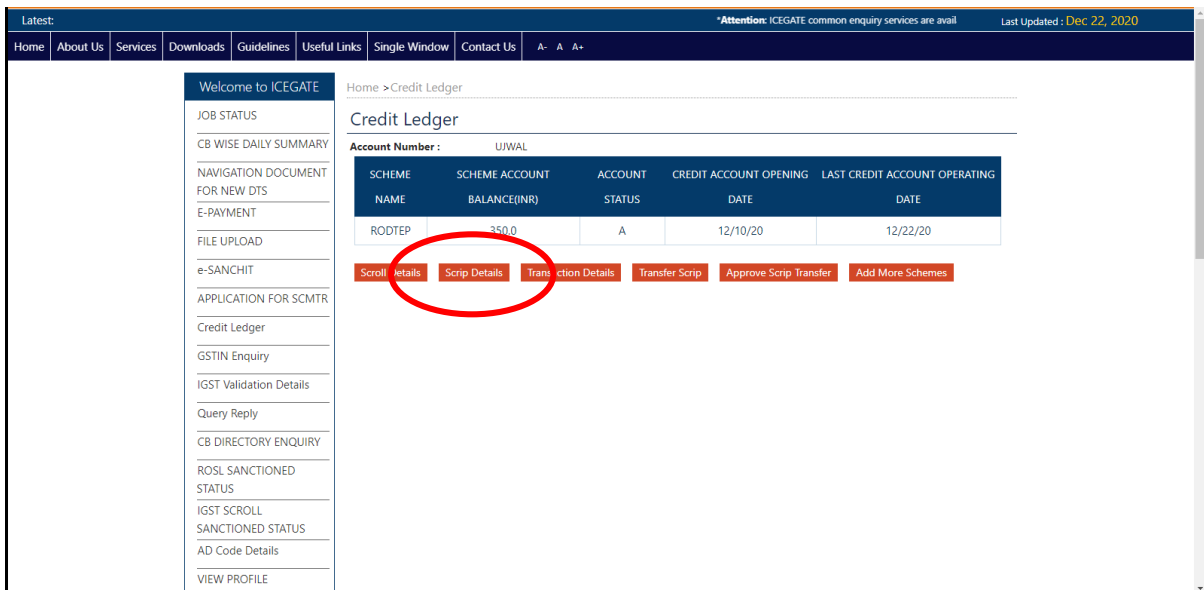 Latest:
*Attention: ICEGATE common enquiry services are avail
Last Updated : Dec 22, 2020
Home About Us Services Downloads Guidelines Useful Links Single Window Contact Us A- A A+
Welcome to ICEGATE
JOB STATUS
CB WISE DAILY SUMMARY
NAVIGATION DOCUMENT
FOR NEW DTS
E-PAYMENT
FILE UPLOAD
e-SANCHIT
APPLICATION FOR SCMTR
Credit Ledger
GSTIN Enquiry
IGST Validation Details
Query Reply
CB DIRECTORY ENQUIRY
ROSL SANCTIONED
STATUS
IGST SCROLL
SANCTIONED STATUS
AD Code Details
VIEW PROFILE
Home >Credit Ledger
Credit Ledger
Account Number : UJWAL
SCHEME NAME SCHEME ACCOUNT BALANCE(INR) ACCOUNT STATUS CREDIT ACCOUNT OPENING DATE LAST CREDIT ACCOUNT OPERATING DATE
RODTEP 350.0 A 12/10/20 12/22/20
Scroll Details Scrip Details Transaction Details Transfer Scrip Approve Scrip Transfer Add More Schemes